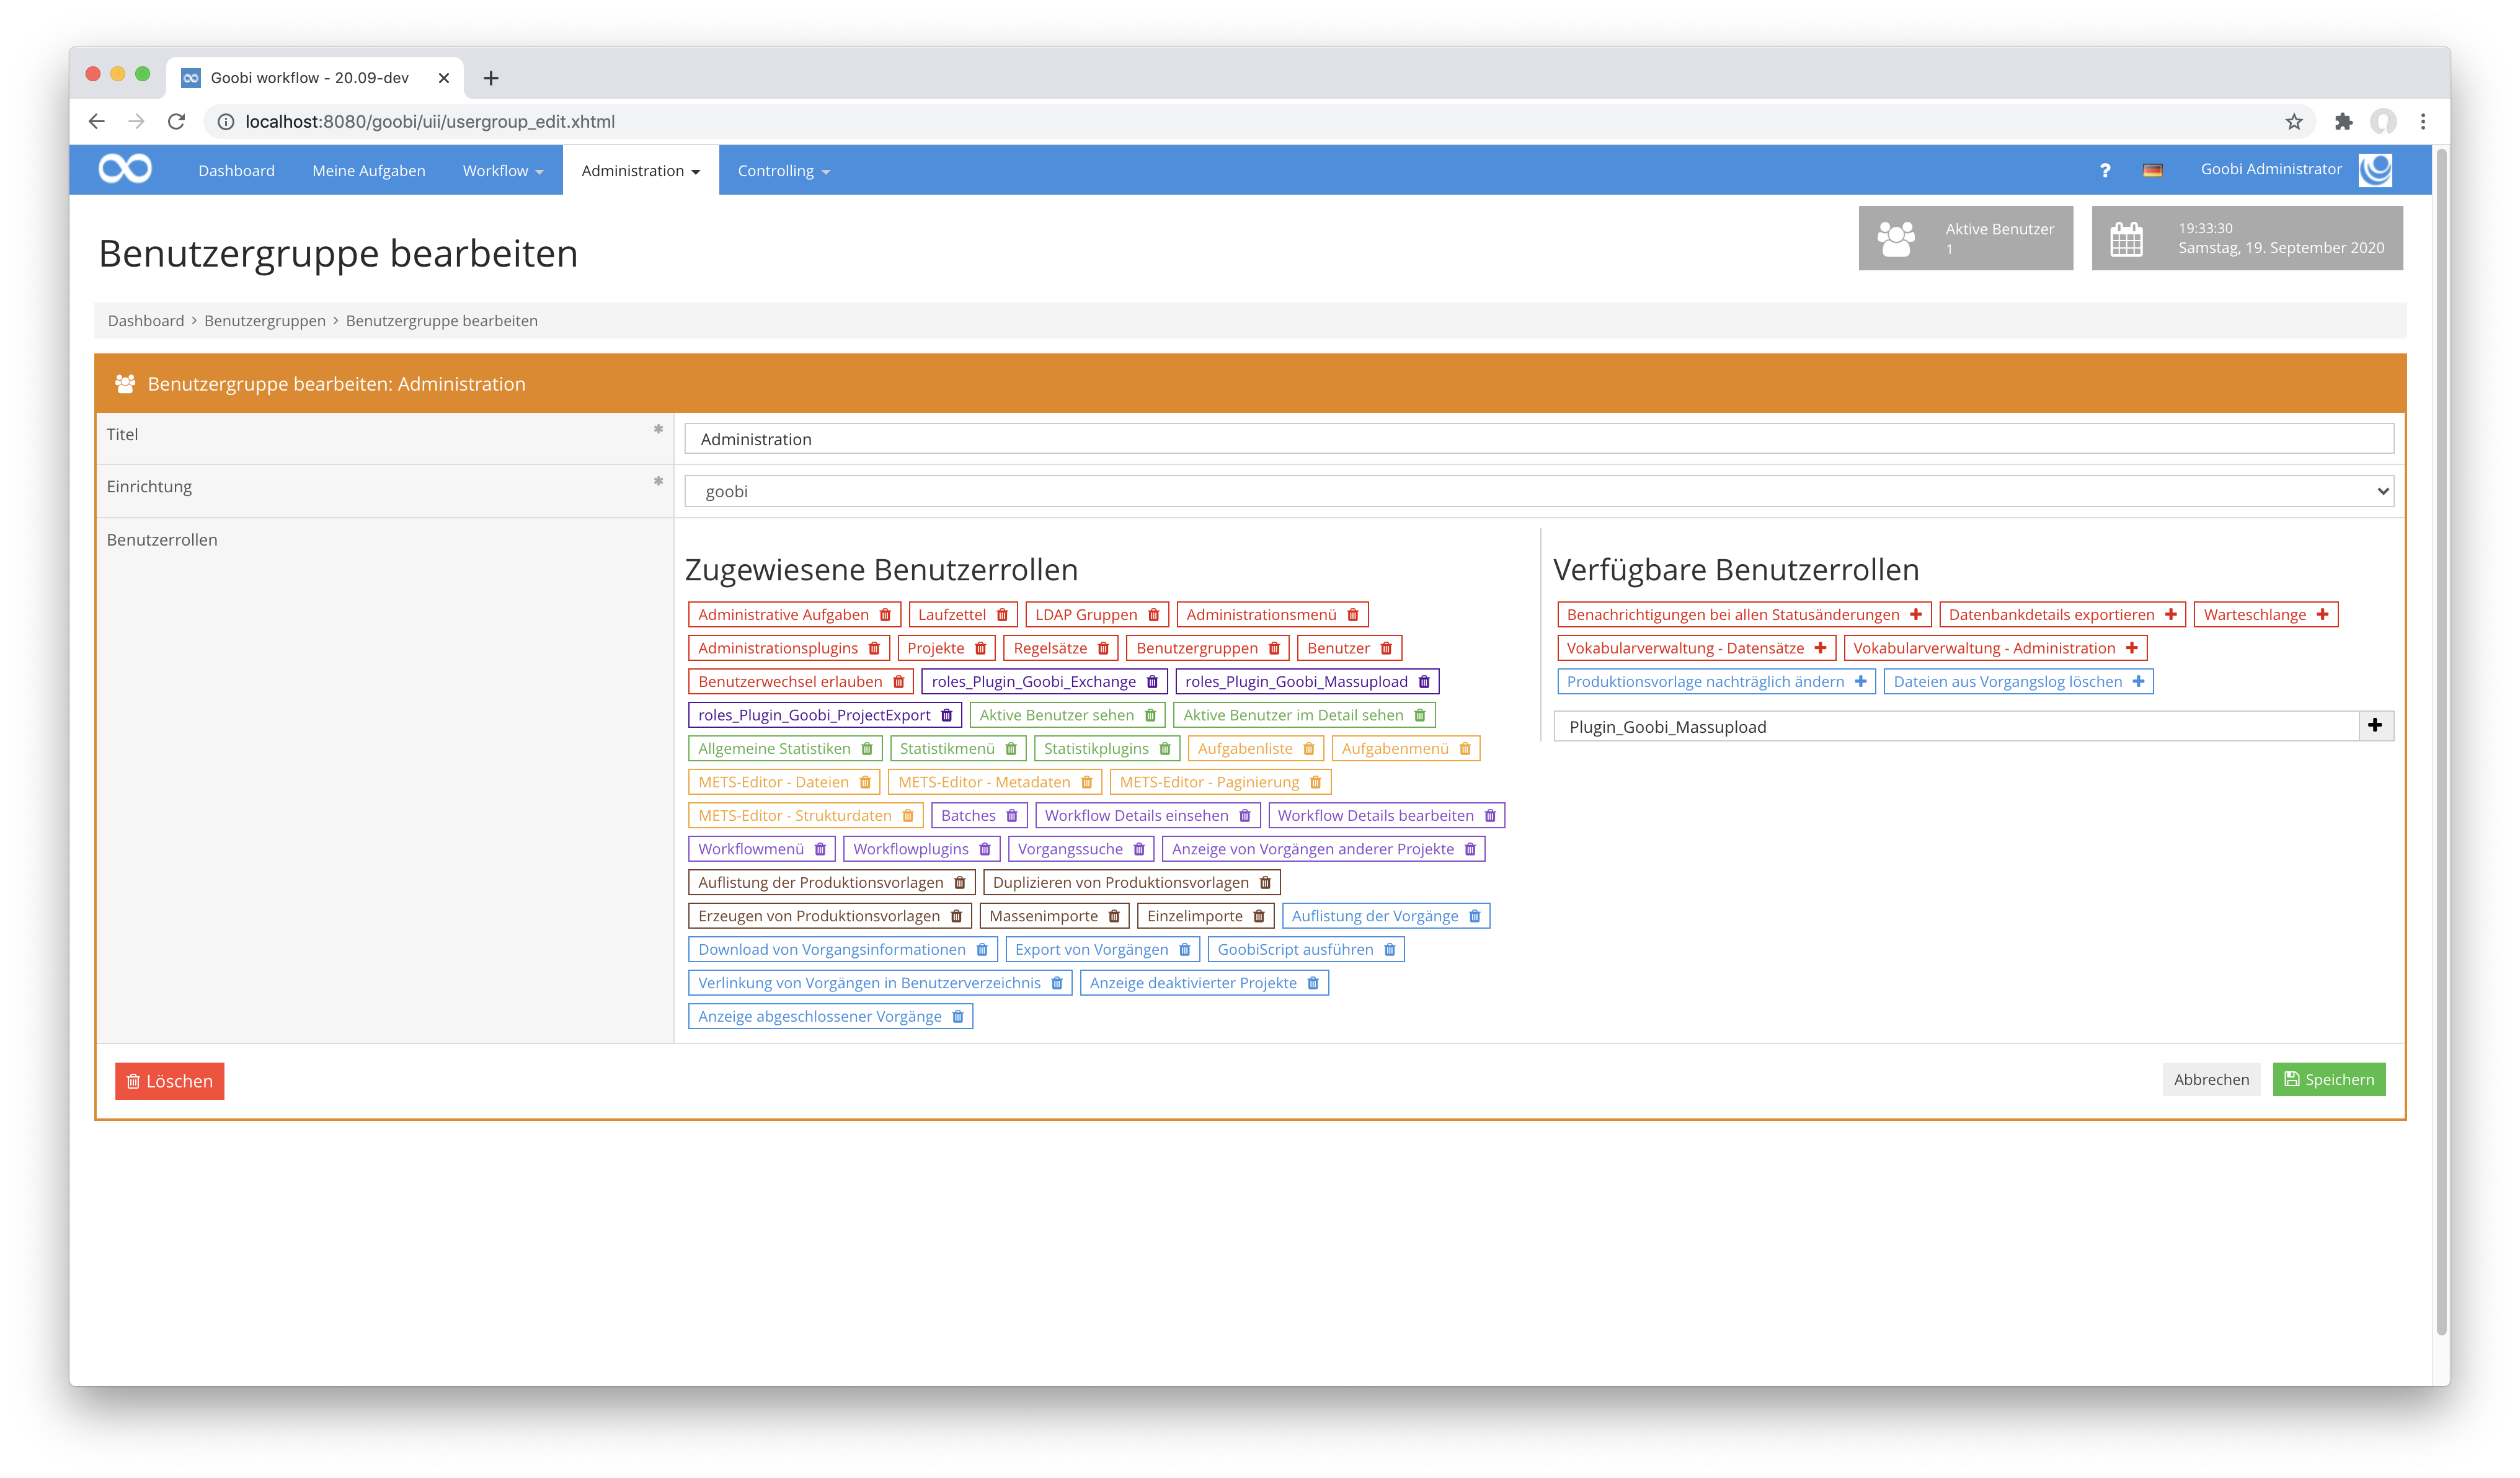 Goobi workflow - 20.09-dev
localhost:8080/goobi/uii/usergroup_edit.xhtml
Dashboard Meine Aufgaben Workflow Administration Controlling ? Goobi Administrator
Benutzergruppe bearbeiten
Aktive Benutzer
1
19:33:30
Samstag, 19. September 2020
Dashboard > Benutzergruppen > Benutzergruppe bearbeiten
Benutzergruppe bearbeiten: Administration
Titel * Administration
Einrichtung * goobi
Benutzerrollen
Zugewiesene Benutzerrollen
Administrative Aufgaben Laufzettel LDAP Gruppen Administrationsmenü
Administrationsplugins Projekte Regelsätze Benutzergruppen Benutzer
Benutzerwechsel erlauben roles_Plugin_Goobi_Exchange roles_Plugin_Goobi_Massupload
roles_Plugin_Goobi_ProjectExport Aktive Benutzer sehen Aktive Benutzer im Detail sehen
Allgemeine Statistiken Statistikmenü Statistikplugins Aufgabenliste Aufgabenmenü
METS-Editor - Dateien METS-Editor - Metadaten METS-Editor - Paginierung
METS-Editor - Strukturdaten Batches Workflow Details einsehen Workflow Details bearbeiten
Workflowmenü Workflowplugins Vorgangssuche Anzeige von Vorgängen anderer Projekte
Auflistung der Produktionsvorlagen Duplizieren von Produktionsvorlagen
Erzeugen von Produktionsvorlagen Massenimporte Einzelimporte Auflistung der Vorgänge
Download von Vorgangsinformationen Export von Vorgängen GoobiScript ausführen
Verlinkung von Vorgängen in Benutzerverzeichnis Anzeige deaktivierter Projekte
Anzeige abgeschlossener Vorgänge
Verfügbare Benutzerrollen
Benachrichtigungen bei allen Statusänderungen Datenbankdetails exportieren Warteschlange
Vokabularverwaltung - Datensätze Vokabularverwaltung - Administration
Produktionsvorlage nachträglich ändern Dateien aus Vorgangslog löschen
Plugin_Goobi_Massupload
Löschen Abbrechen Speichern